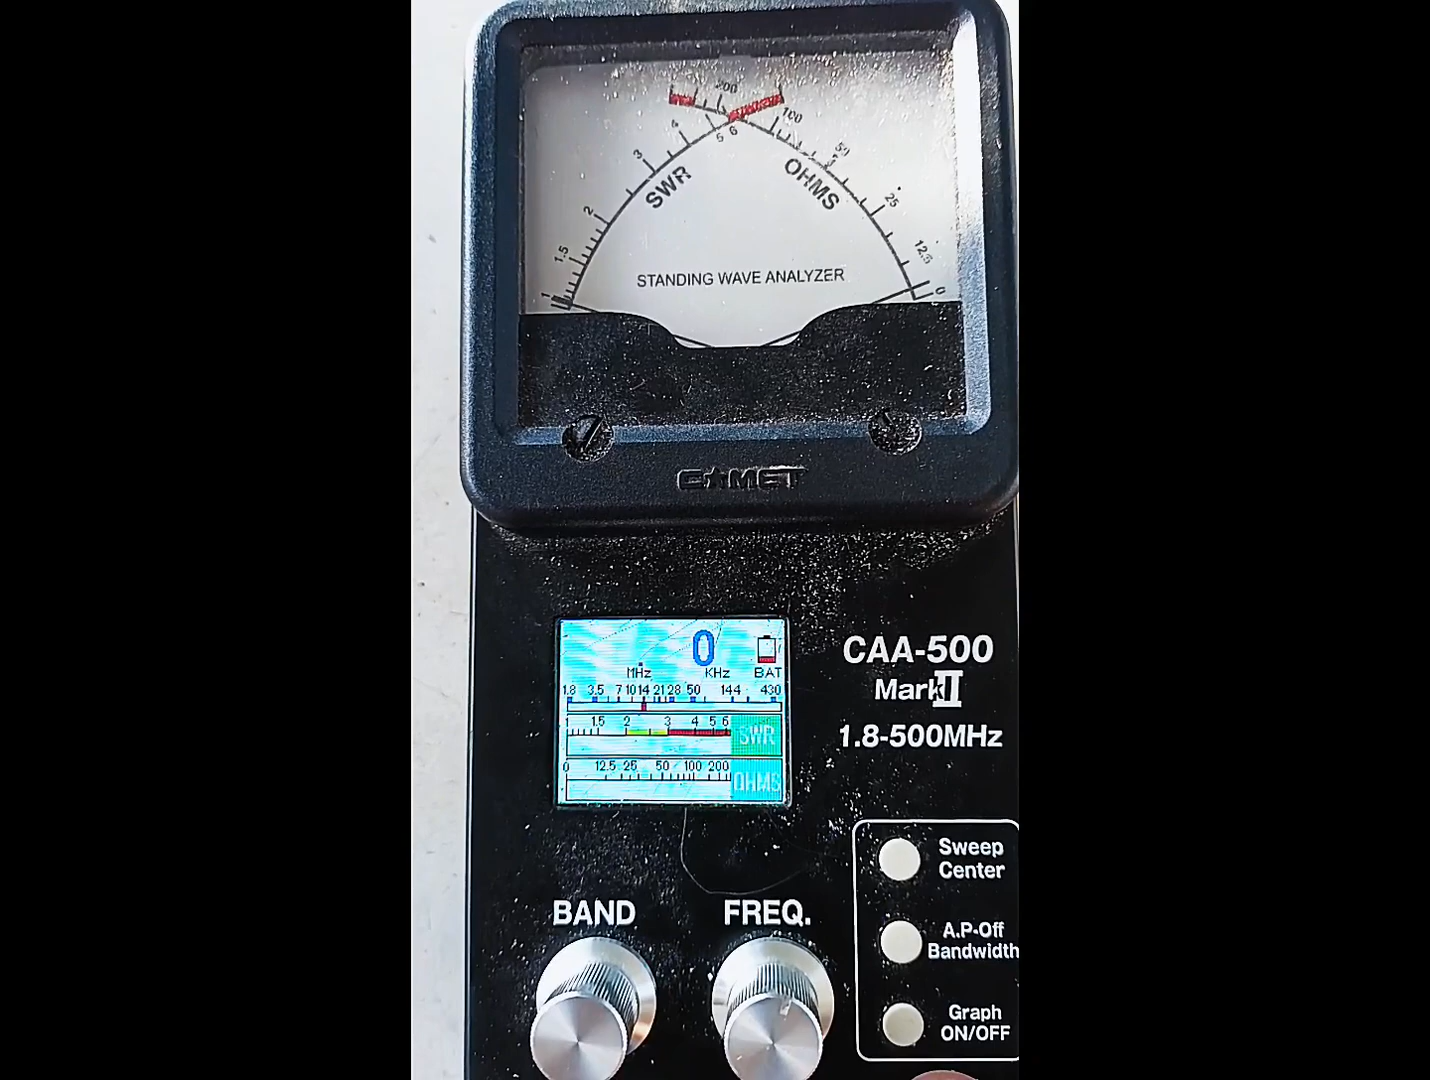 200
4 5 6 100
3 50
SWR OHMS
2 25
1.5 12.5
STANDING WAVE ANALYZER
1 0
COMET
0
MHz KHz BAT
1.8 3.5 7 10 14 21 28 50 144 430
1 1.5 2 3 4 5 6 SWR
0 12.5 25 50 100 200 OHMS
CAA-500
Mark II
1.8-500MHz
Sweep
Center
BAND FREQ.
A.P-Off
Bandwidth
Graph
ON/OFF